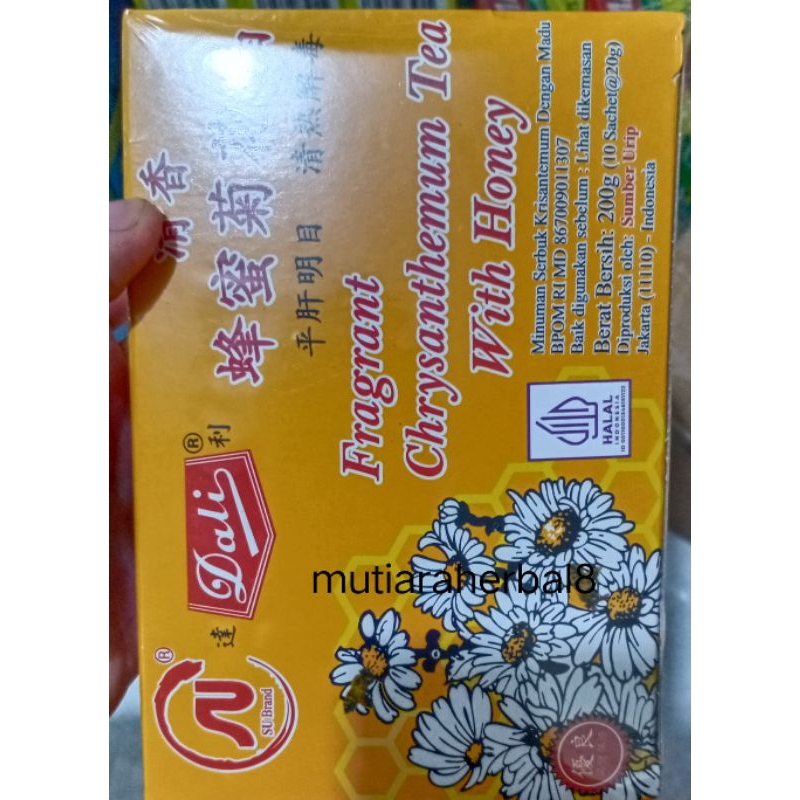 SU Brand
®
達 Dali ® 利
清香
蜂蜜菊
平肝明目 清熱解毒
Fragrant
Chrysanthemum Tea
With Honey
Minuman Serbuk Krisantemum Dengan Madu
BPOM RI MD 867009011307
Baik digunakan sebelum : Lihat dikemasan
Berat Bersih: 200g (10 Sachet@20g)
Diproduksi oleh: Sumber Urip
Jakarta (11110) - Indonesia
HALAL
INDONESIA
優良
mutiaraherbal8